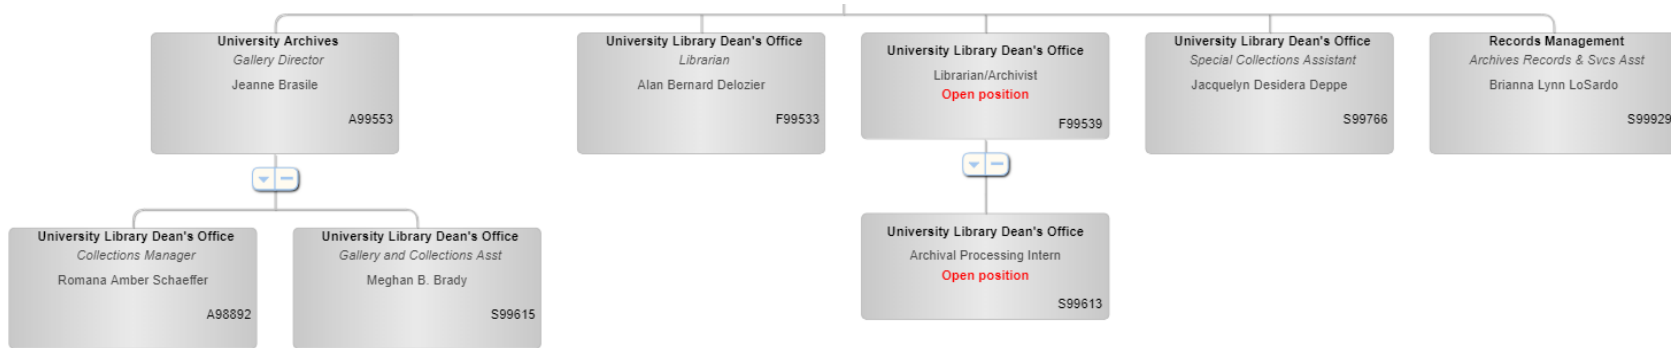 University Archives
Gallery Director
Jeanne Brasile
A99553
University Library Dean's Office
Librarian
Alan Bernard Delozier
F99533
University Library Dean's Office
Librarian/Archivist
Open position
F99539
University Library Dean's Office
Special Collections Assistant
Jacquelyn Desidera Deppe
S99766
Records Management
Archives Records & Svcs Asst
Brianna Lynn LoSardo
S99929
University Library Dean's Office
Collections Manager
Romana Amber Schaeffer
A98892
University Library Dean's Office
Gallery and Collections Asst
Meghan B. Brady
S99615
University Library Dean's Office
Archival Processing Intern
Open position
S99613